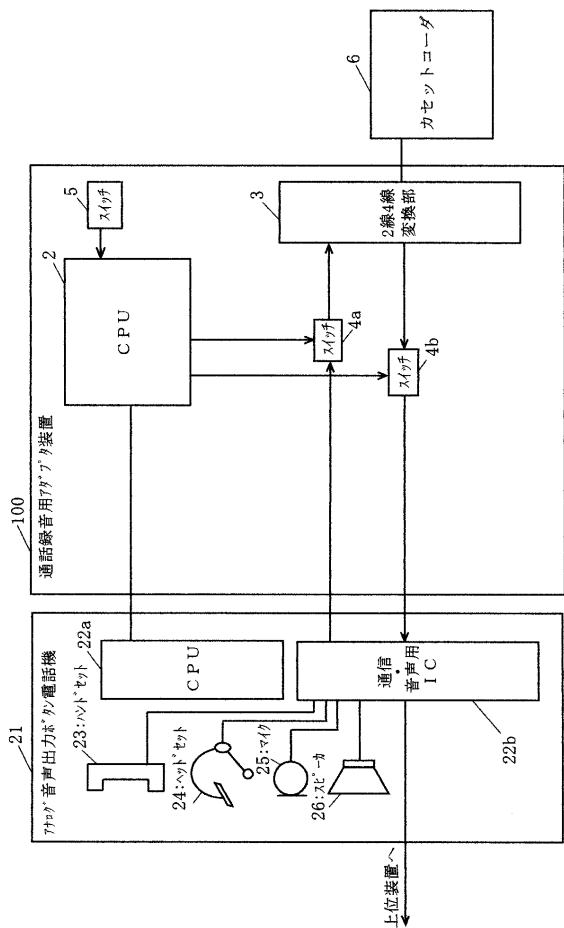 21
ｱﾅﾛｸﾞ音声出力ﾎﾞﾀﾝ電話機
23:ﾊﾝﾄﾞｾｯﾄ
24:ﾍｯﾄﾞｾｯﾄ
25:ﾏｲｸ
26:ｽﾋﾟｰｶ
22a
CPU
通信
・
音声用
IC
22b
上位装置へ
100
通話録音用ｱﾀﾞﾌﾟﾀ装置
2
CPU
5
ｽｲｯﾁ
ｽｲｯﾁ
4a
ｽｲｯﾁ
4b
3
2線4線
変換部
6
カセットコーダ